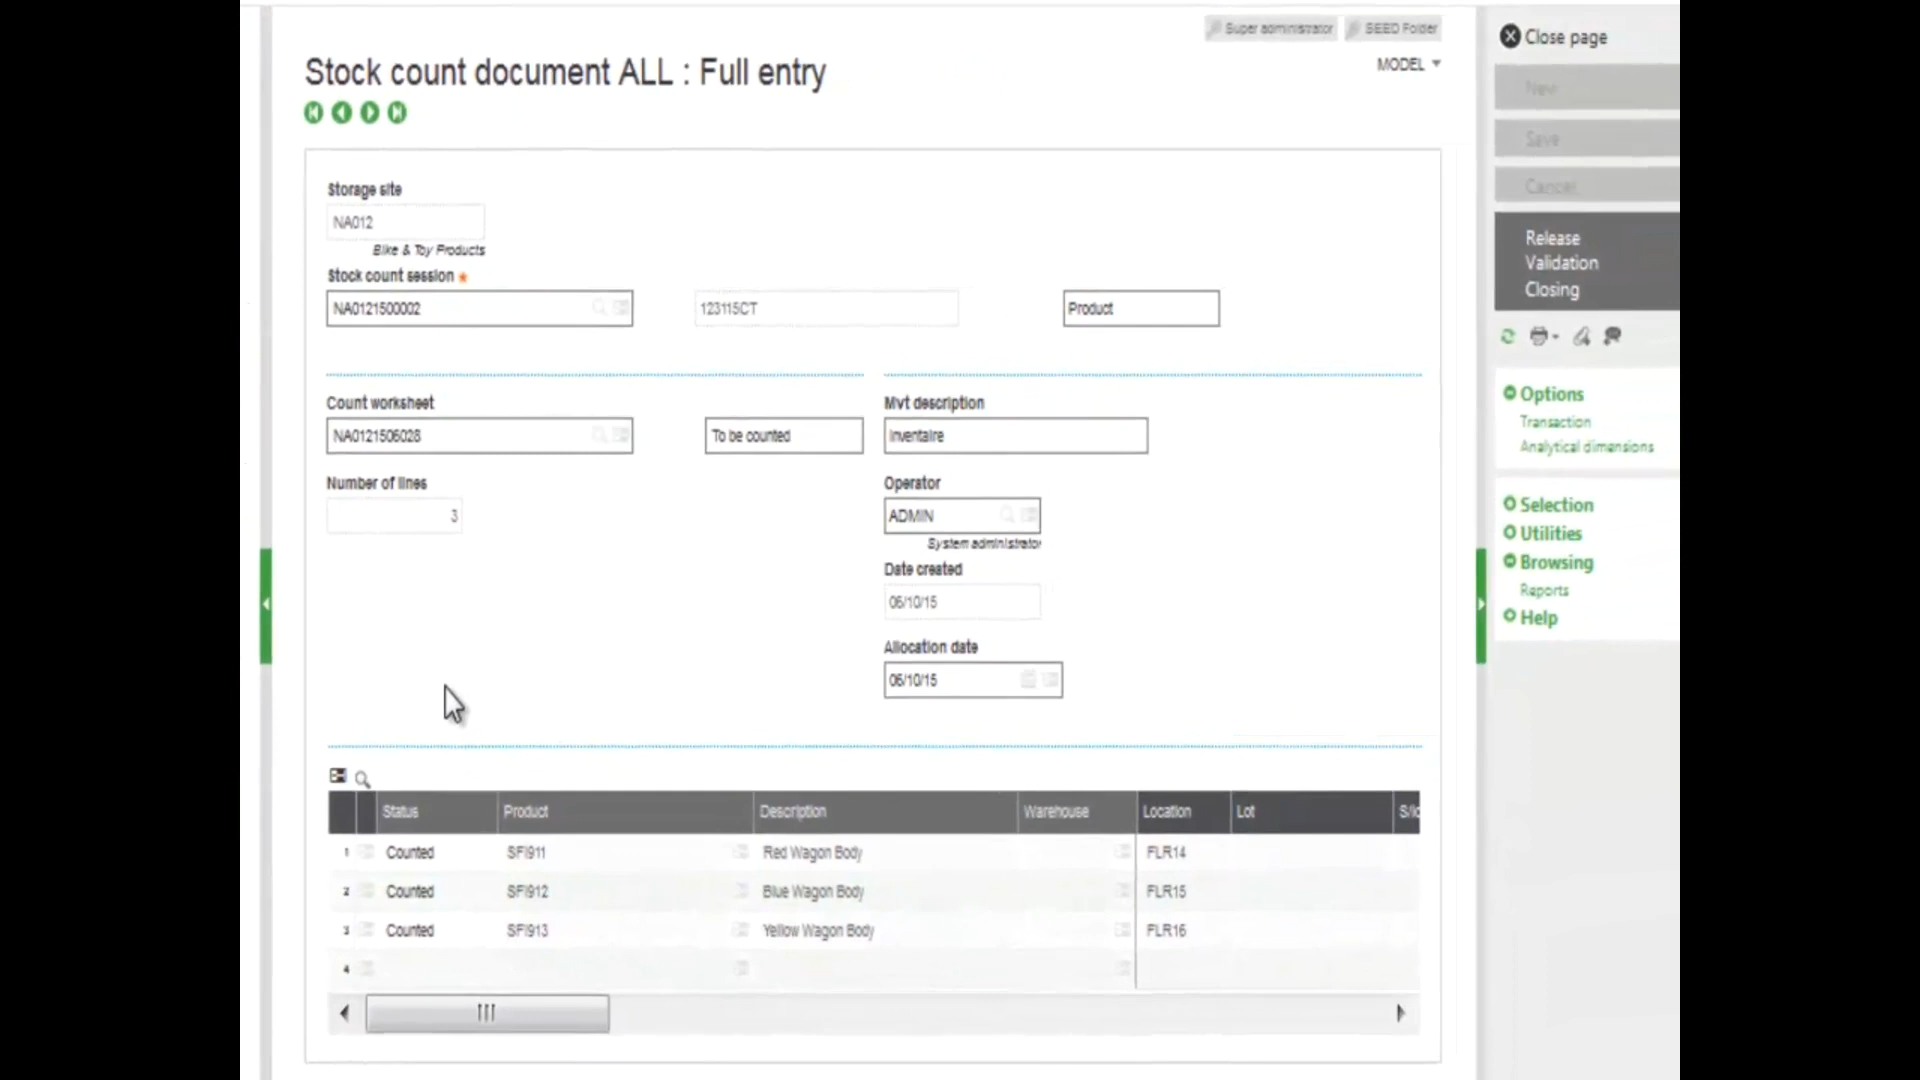 Super administrator SEED Folder
Close page
Stock count document ALL : Full entry
MODEL
New
Save
Cancel
Storage site
NA012
Bike & Toy Products
Release
Validation
Closing
Stock count session *
NA0121500002 123115CT Product
Count worksheet Mvt description
NA0121506028 To be counted Inventaire
Options
Transaction
Analytical dimensions
Number of lines Operator
3 ADMIN
System administrator
Selection
Utilities
Browsing
Reports
Help
Date created
06/10/15
Allocation date
06/10/15
Status Product Description Warehouse Location Lot
1 Counted SFI911 Red Wagon Body FLR14
2 Counted SFI912 Blue Wagon Body FLR15
3 Counted SFI913 Yellow Wagon Body FLR16
4